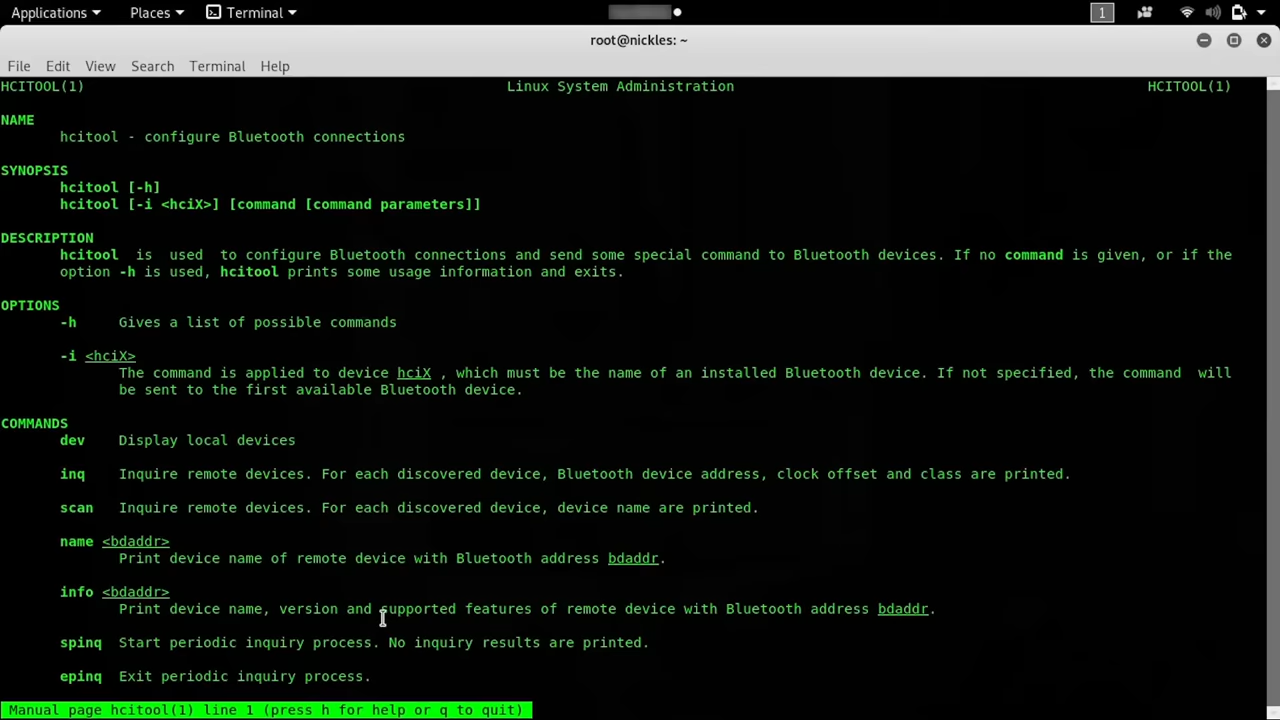 Applications Places Terminal 1
root@nickles: ~
File Edit View Search Terminal Help
HCITOOL(1) Linux System Administration HCITOOL(1)
NAME
hcitool - configure Bluetooth connections
SYNOPSIS
hcitool [-h]
hcitool [-i <hciX>] [command [command parameters]]
DESCRIPTION
hcitool is used to configure Bluetooth connections and send some special command to Bluetooth devices. If no command is given, or if the
option -h is used, hcitool prints some usage information and exits.
OPTIONS
-h Gives a list of possible commands
-i <hciX>
The command is applied to device hciX , which must be the name of an installed Bluetooth device. If not specified, the command will
be sent to the first available Bluetooth device.
COMMANDS
dev Display local devices
inq Inquire remote devices. For each discovered device, Bluetooth device address, clock offset and class are printed.
scan Inquire remote devices. For each discovered device, device name are printed.
name <bdaddr>
Print device name of remote device with Bluetooth address bdaddr.
info <bdaddr>
Print device name, version and supported features of remote device with Bluetooth address bdaddr.
spinq Start periodic inquiry process. No inquiry results are printed.
epinq Exit periodic inquiry process.
Manual page hcitool(1) line 1 (press h for help or q to quit)